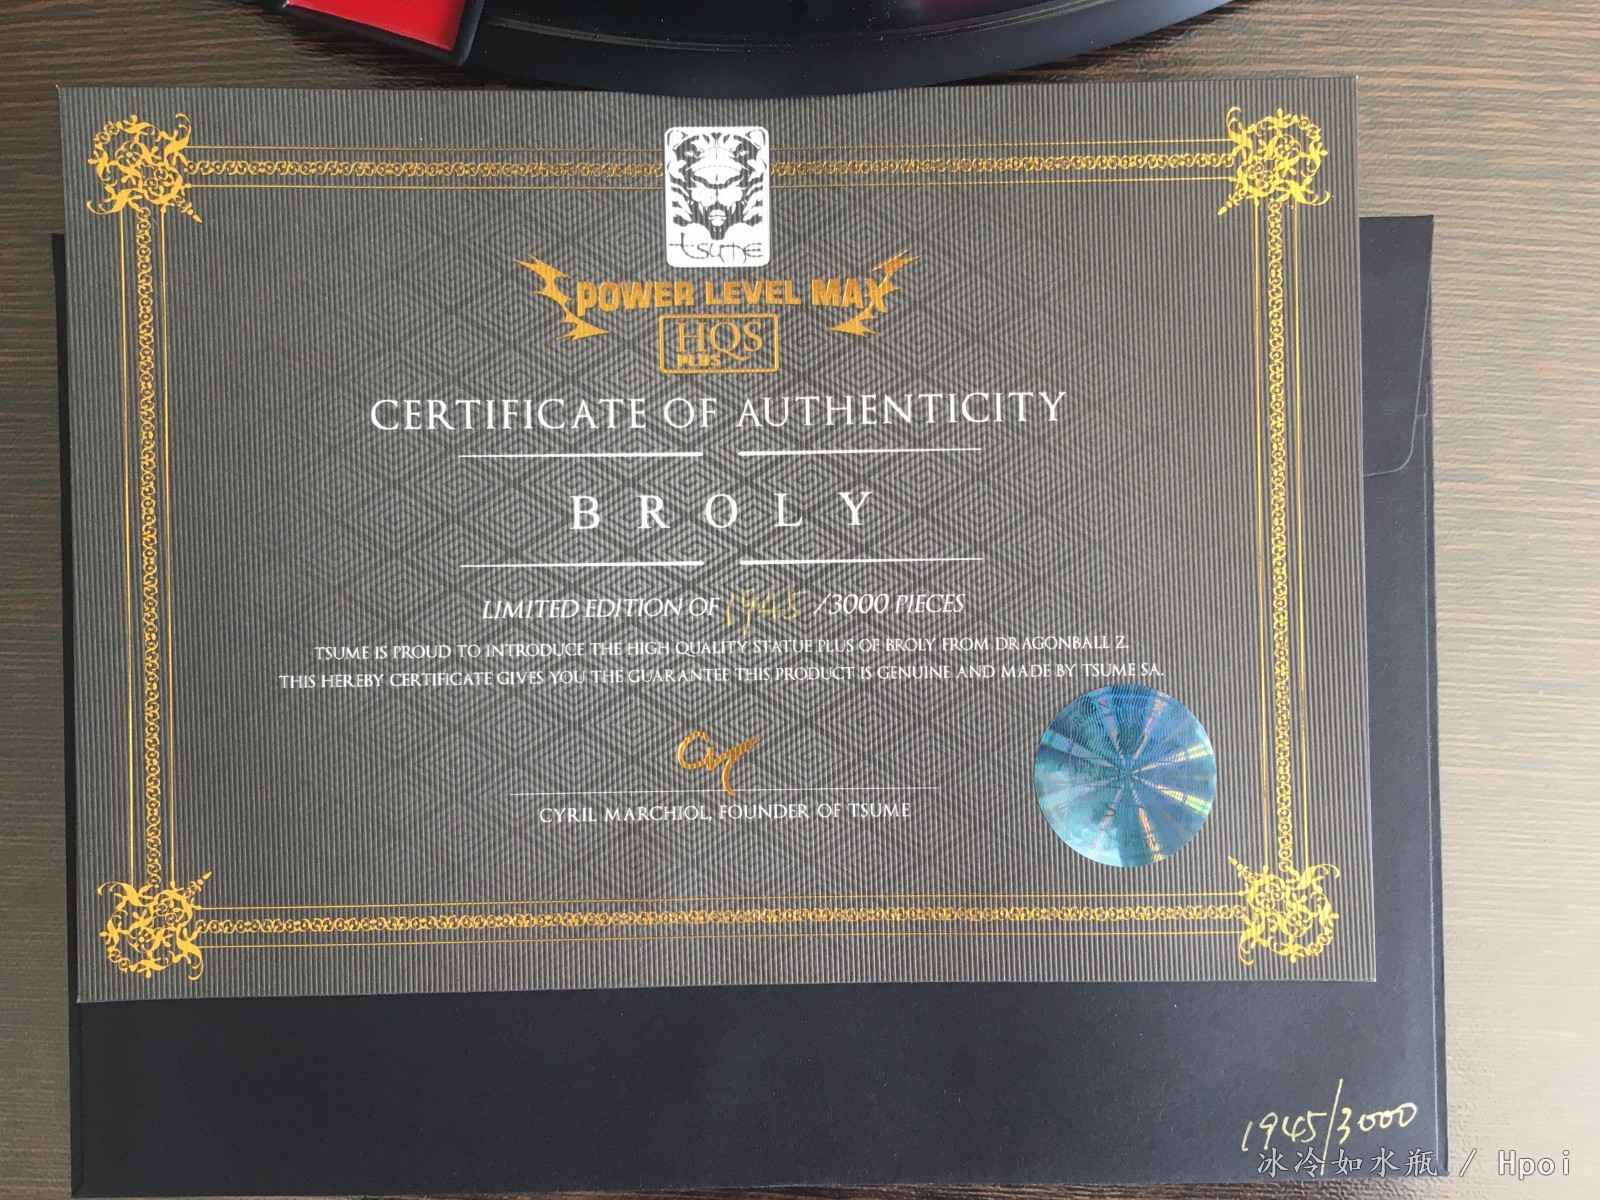 tsume
POWER LEVEL MAX
HQS
PLUS
CERTIFICATE OF AUTHENTICITY
BROLY
LIMITED EDITION OF 1945 /3000 PIECES
TSUME IS PROUD TO INTRODUCE THE HIGH QUALITY STATUE PLUS OF BROLY FROM DRAGONBALL Z.
THIS HEREBY CERTIFICATE GIVES YOU THE GUARANTEE THIS PRODUCT IS GENUINE AND MADE BY TSUME SA.
CYRIL MARCHIOL, FOUNDER OF TSUME
1945/3000
冰冷如水瓶 / Hpoi